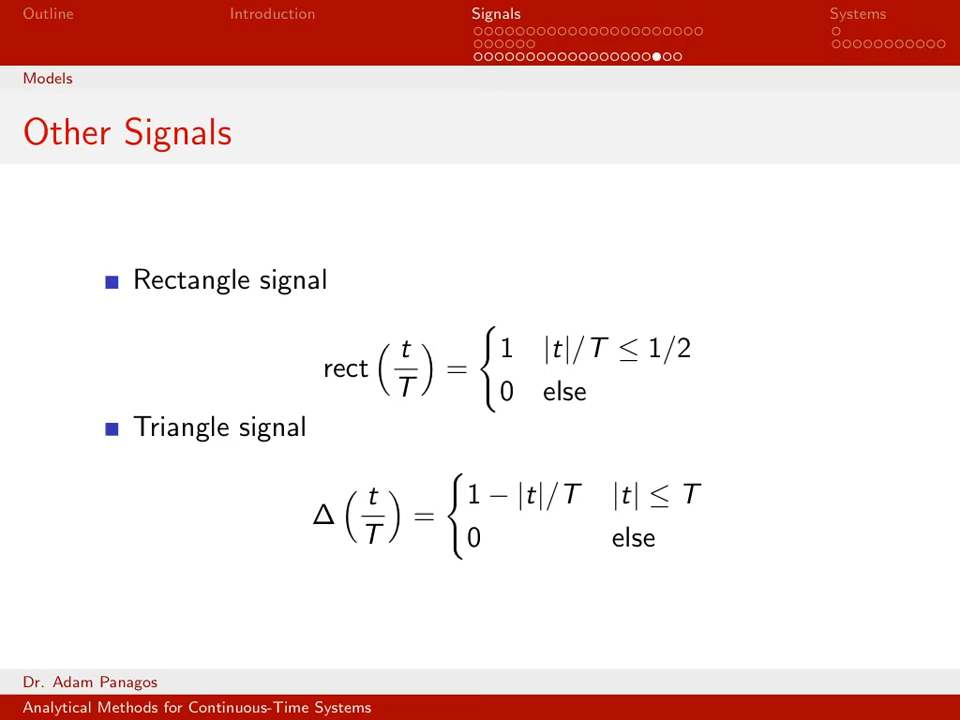 Outline Introduction Signals Systems
Models
Other Signals
Rectangle signal
rect(t/T) = { 1 |t|/T ≤ 1/2
0 else
Triangle signal
Δ(t/T) = { 1 − |t|/T |t| ≤ T
0 else
Dr. Adam Panagos
Analytical Methods for Continuous-Time Systems